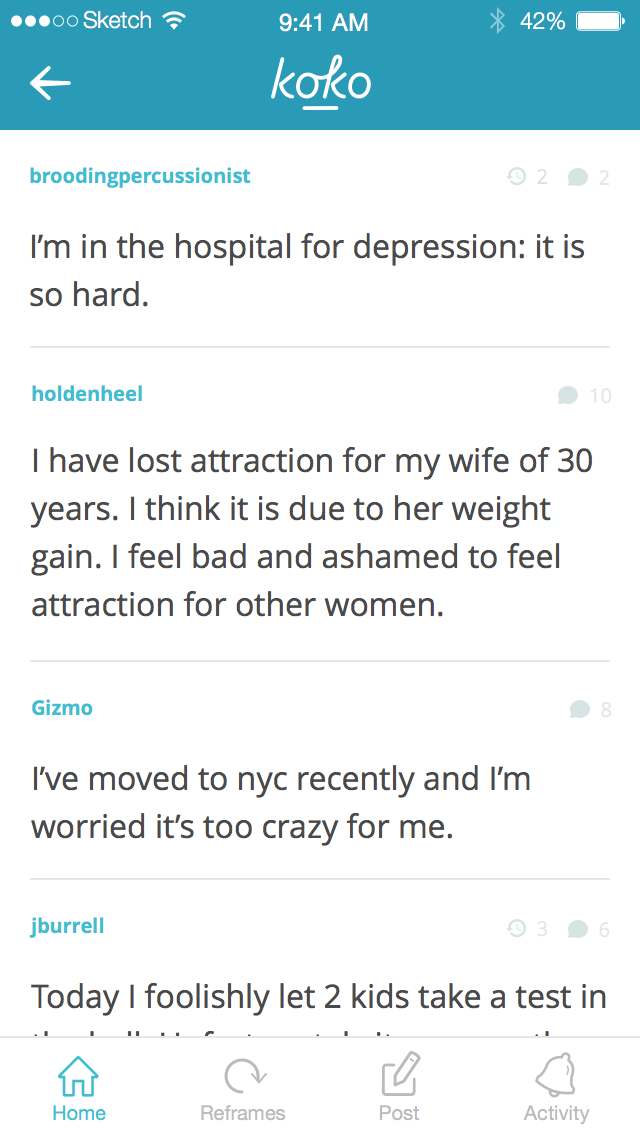 Sketch 9:41 AM 42%
koko
broodingpercussionist 2 2
I'm in the hospital for depression: it is
so hard.
holdenheel 10
I have lost attraction for my wife of 30
years. I think it is due to her weight
gain. I feel bad and ashamed to feel
attraction for other women.
Gizmo 8
I've moved to nyc recently and I'm
worried it's too crazy for me.
jburrell 3 6
Today I foolishly let 2 kids take a test in
Home Reframes Post Activity